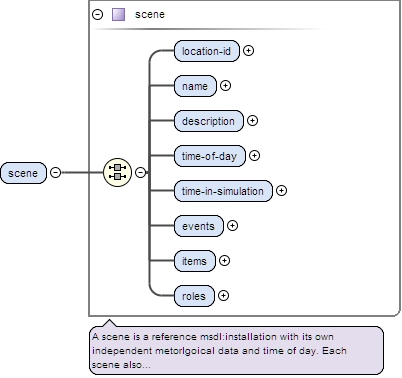 scene
location-id
name
description
time-of-day
scene
time-in-simulation
events
items
roles
A scene is a reference msdl:installation with its own
independent metorlgoical data and time of day. Each
scene also...